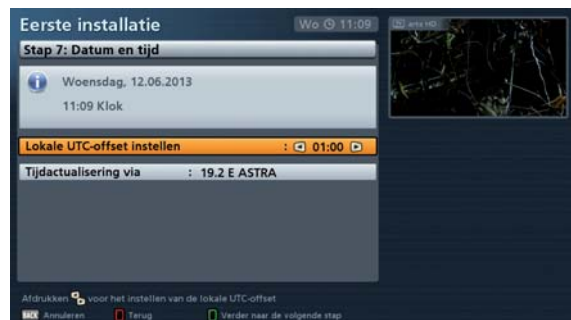 Eerste installatie
Wo 11:09
arte HD
Stap 7: Datum en tijd
Woensdag, 12.06.2013
11:09 Klok
Lokale UTC-offset instellen : 01:00
Tijdactualisering via : 19.2 E ASTRA
Afdrukken voor het instellen van de lokale UTC-offset
BACK Annuleren Terug Verder naar de volgende stap